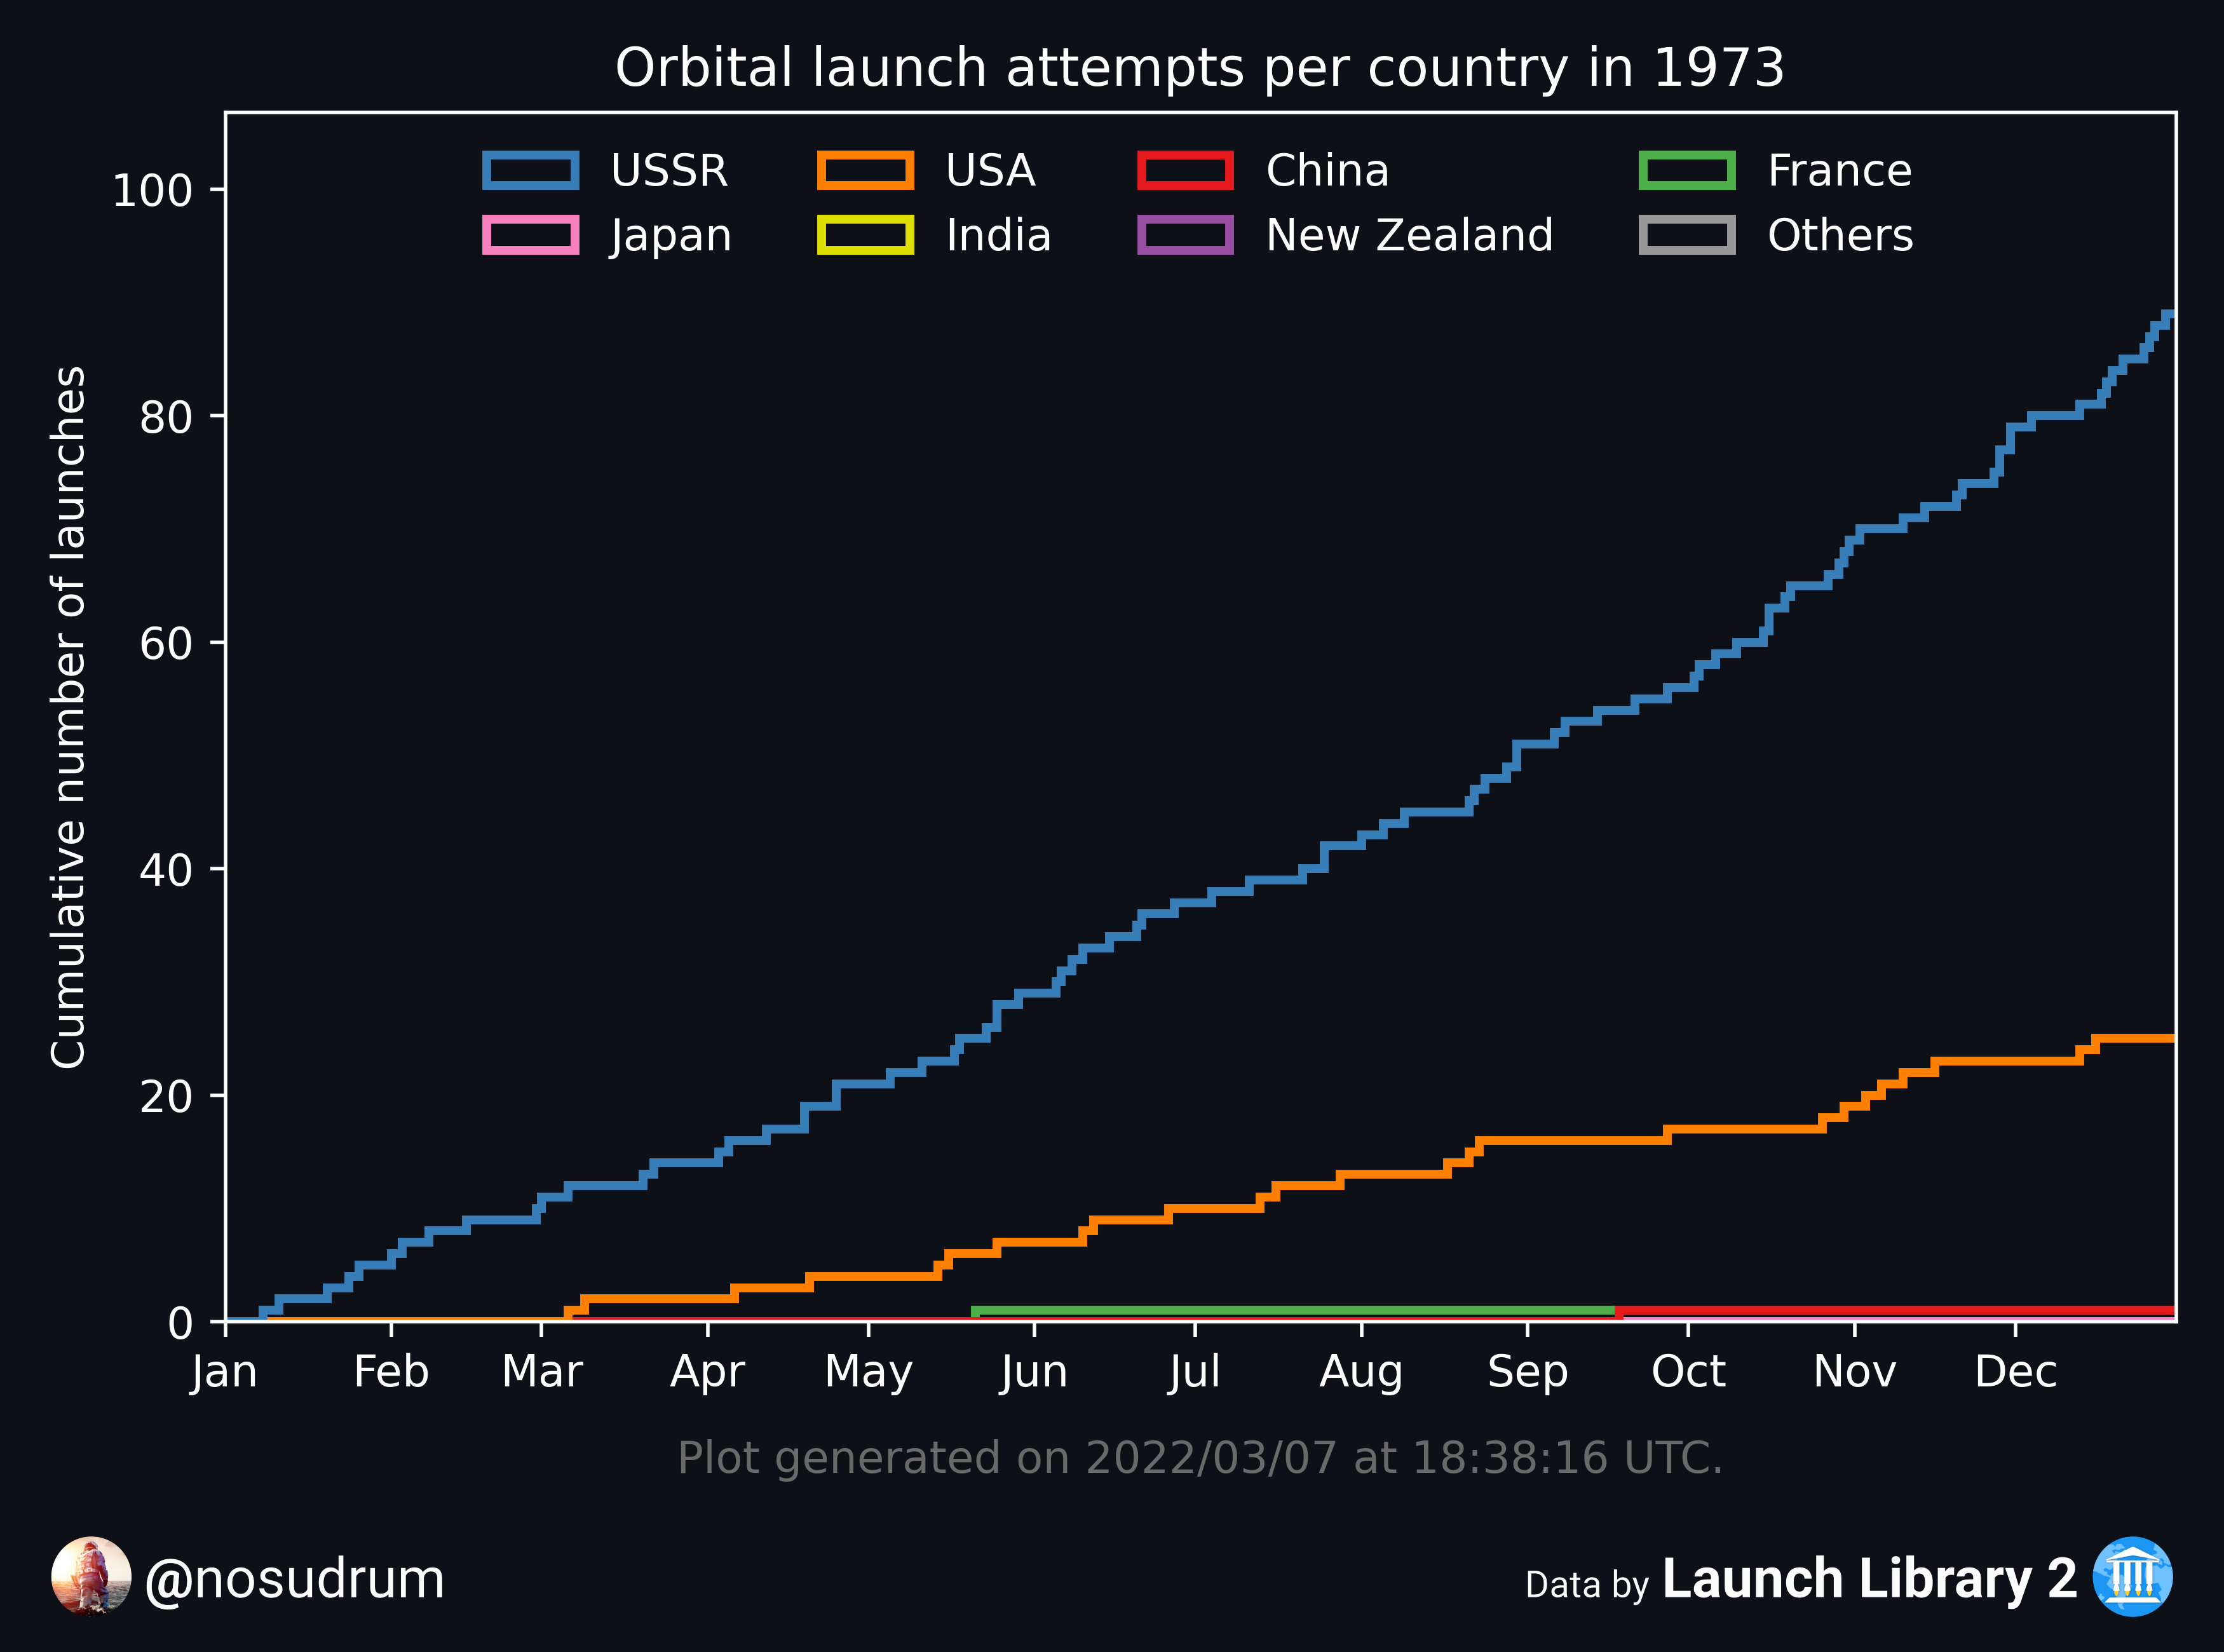 Orbital launch attempts per country in 1973
USSR USA China France
Japan India New Zealand Others
Cumulative number of launches
100
80
60
40
20
0
Jan Feb Mar Apr May Jun Jul Aug Sep Oct Nov Dec
Plot generated on 2022/03/07 at 18:38:16 UTC.
@nosudrum
Data by Launch Library 2